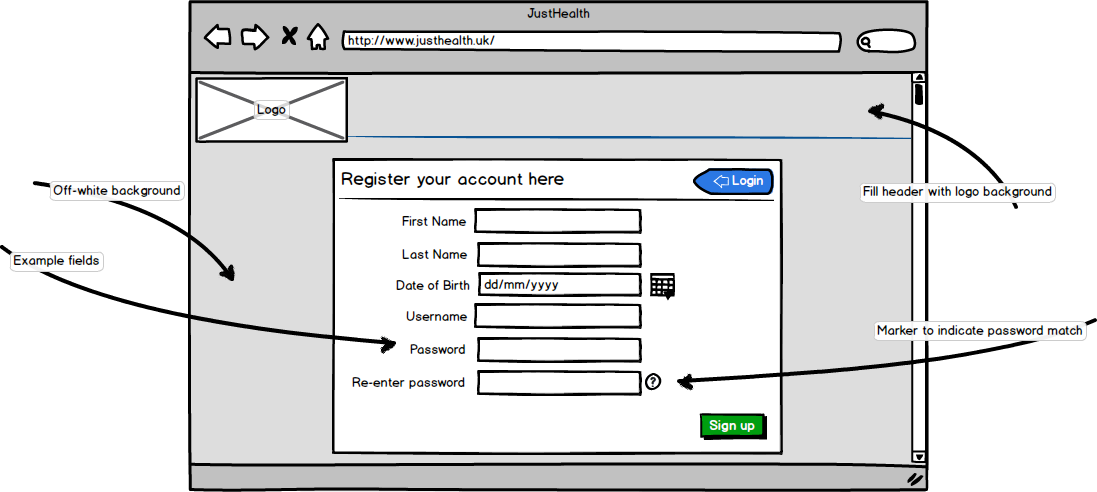 JustHealth
http://www.justhealth.uk/
Logo
Fill header with logo background
Off-white background
Example fields
Register your account here
Login
First Name
Last Name
Date of Birth dd/mm/yyyy
Username
Password
Marker to indicate password match
Re-enter password ?
Sign up